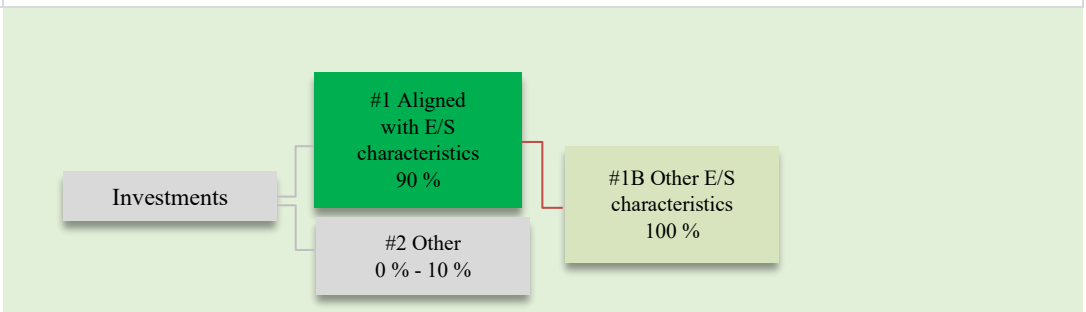 #1 Aligned
with E/S
characteristics
90 %
Investments
#1B Other E/S
characteristics
100 %
#2 Other
0 % - 10 %